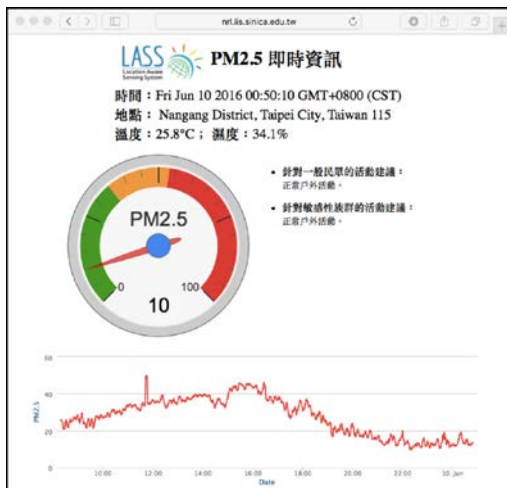 nrl.iis.sinica.edu.tw
LASS
Location Aware
Sensing System
PM2.5 即時資訊
時間：Fri Jun 10 2016 00:50:10 GMT+0800 (CST)
地點： Nangang District, Taipei City, Taiwan 115
溫度：25.8°C； 濕度：34.1%
• 針對一般民眾的活動建議：
正常戶外活動。
• 針對敏感性族群的活動建議：
正常戶外活動。
PM2.5
0
100
10
60
40
20
0
PM2.5
10:00 12:00 14:00 16:00 18:00 20:00 22:00 10. Jun
Date